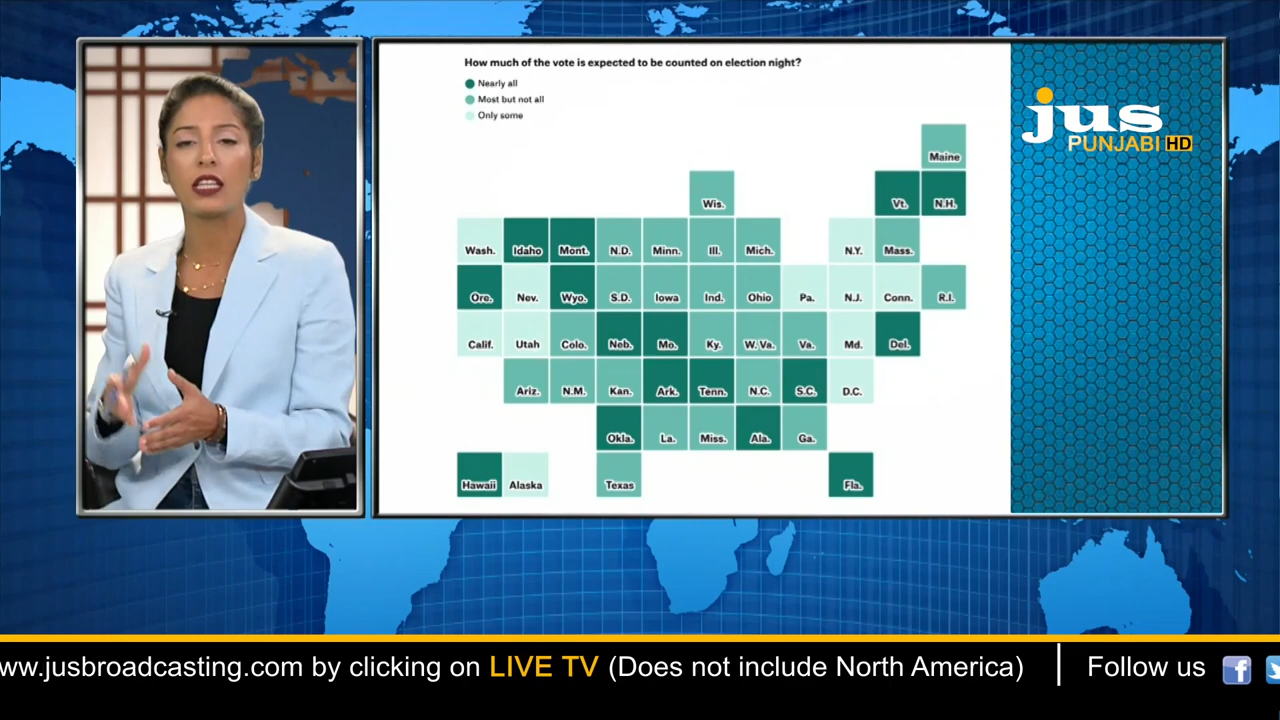 How much of the vote is expected to be counted on election night?
Nearly all
Most but not all
Only some
Maine
Wis. Vt. N.H.
Wash. Idaho Mont. N.D. Minn. Ill. Mich. N.Y. Mass.
Ore. Nev. Wyo. S.D. Iowa Ind. Ohio Pa. N.J. Conn. R.I.
Calif. Utah Colo. Neb. Mo. Ky. W.Va. Va. Md. Del.
Ariz. N.M. Kan. Ark. Tenn. N.C. S.C. D.C.
Okla. La. Miss. Ala. Ga.
Hawaii Alaska Texas Fla.
jus
PUNJABI HD
ww.jusbroadcasting.com by clicking on LIVE TV (Does not include North America) | Follow us